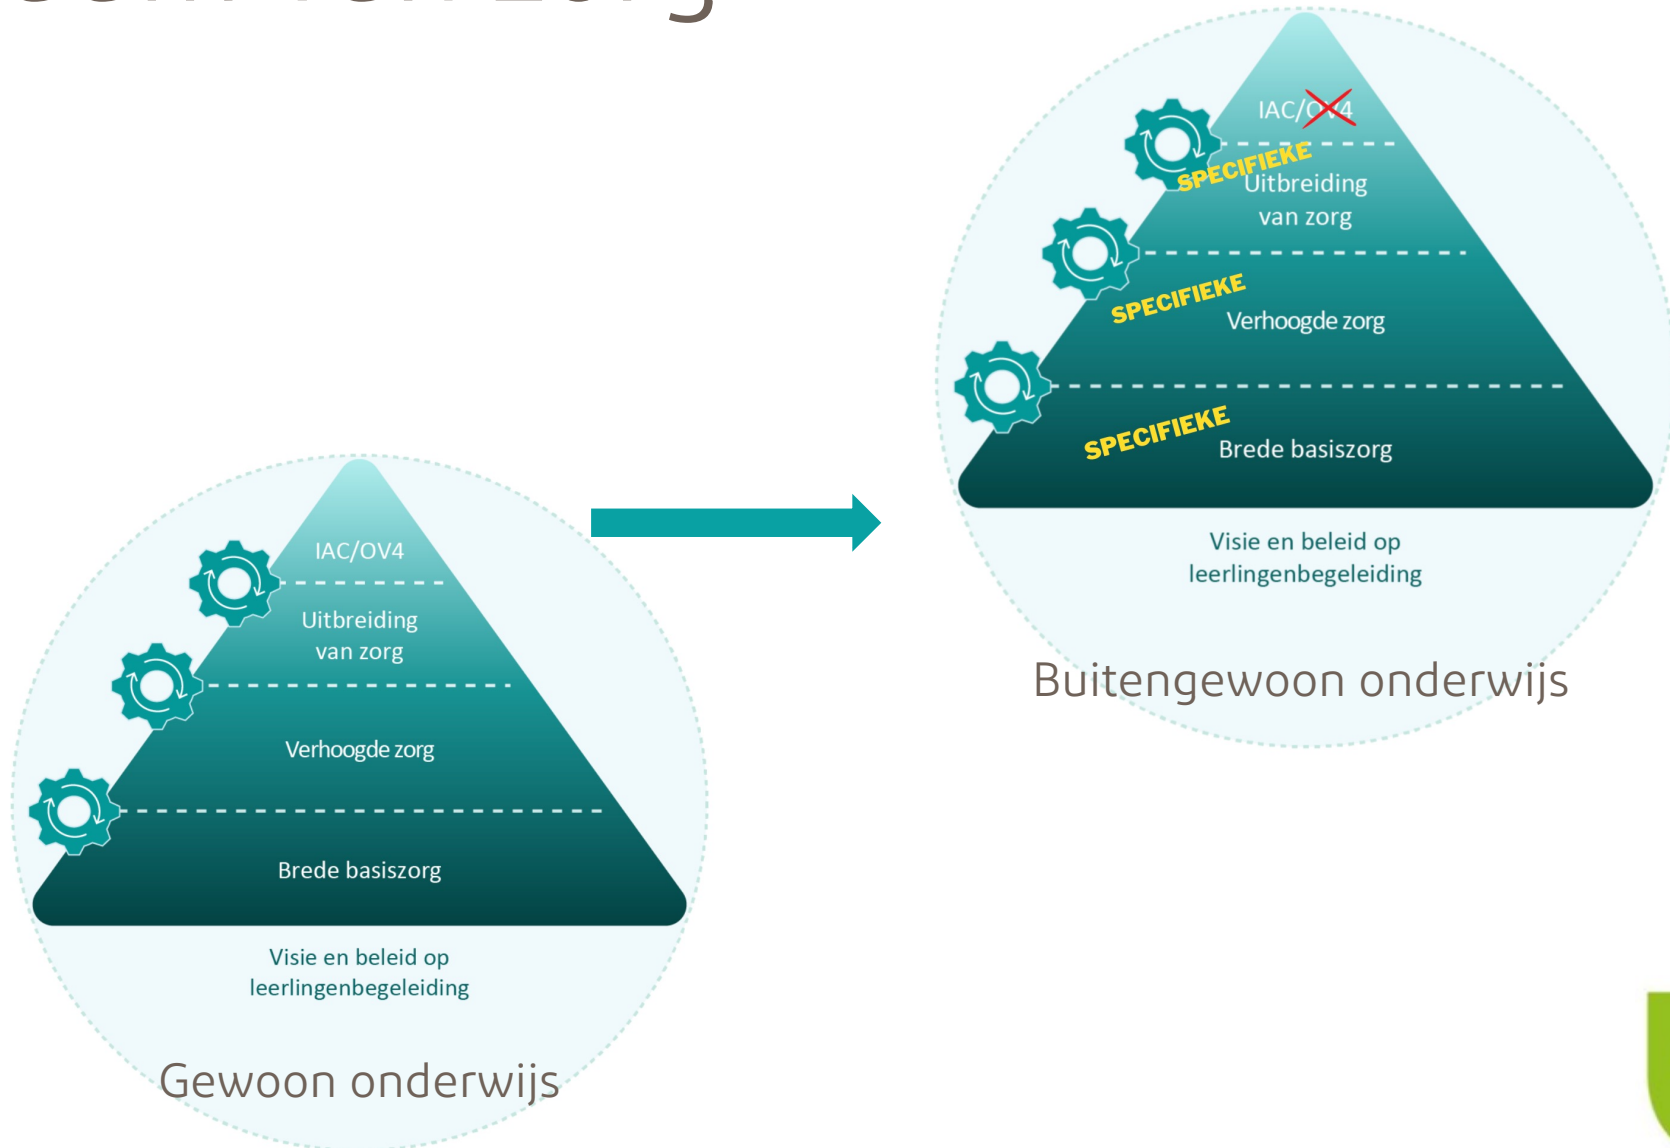 IAC/OV4
Uitbreiding
van zorg
Verhoogde zorg
Brede basiszorg
Visie en beleid op
leerlingenbegeleiding
Gewoon onderwijs
IAC/OV4
SPECIFIEKE
Uitbreiding
van zorg
SPECIFIEKE
Verhoogde zorg
SPECIFIEKE
Brede basiszorg
Visie en beleid op
leerlingenbegeleiding
Buitengewoon onderwijs